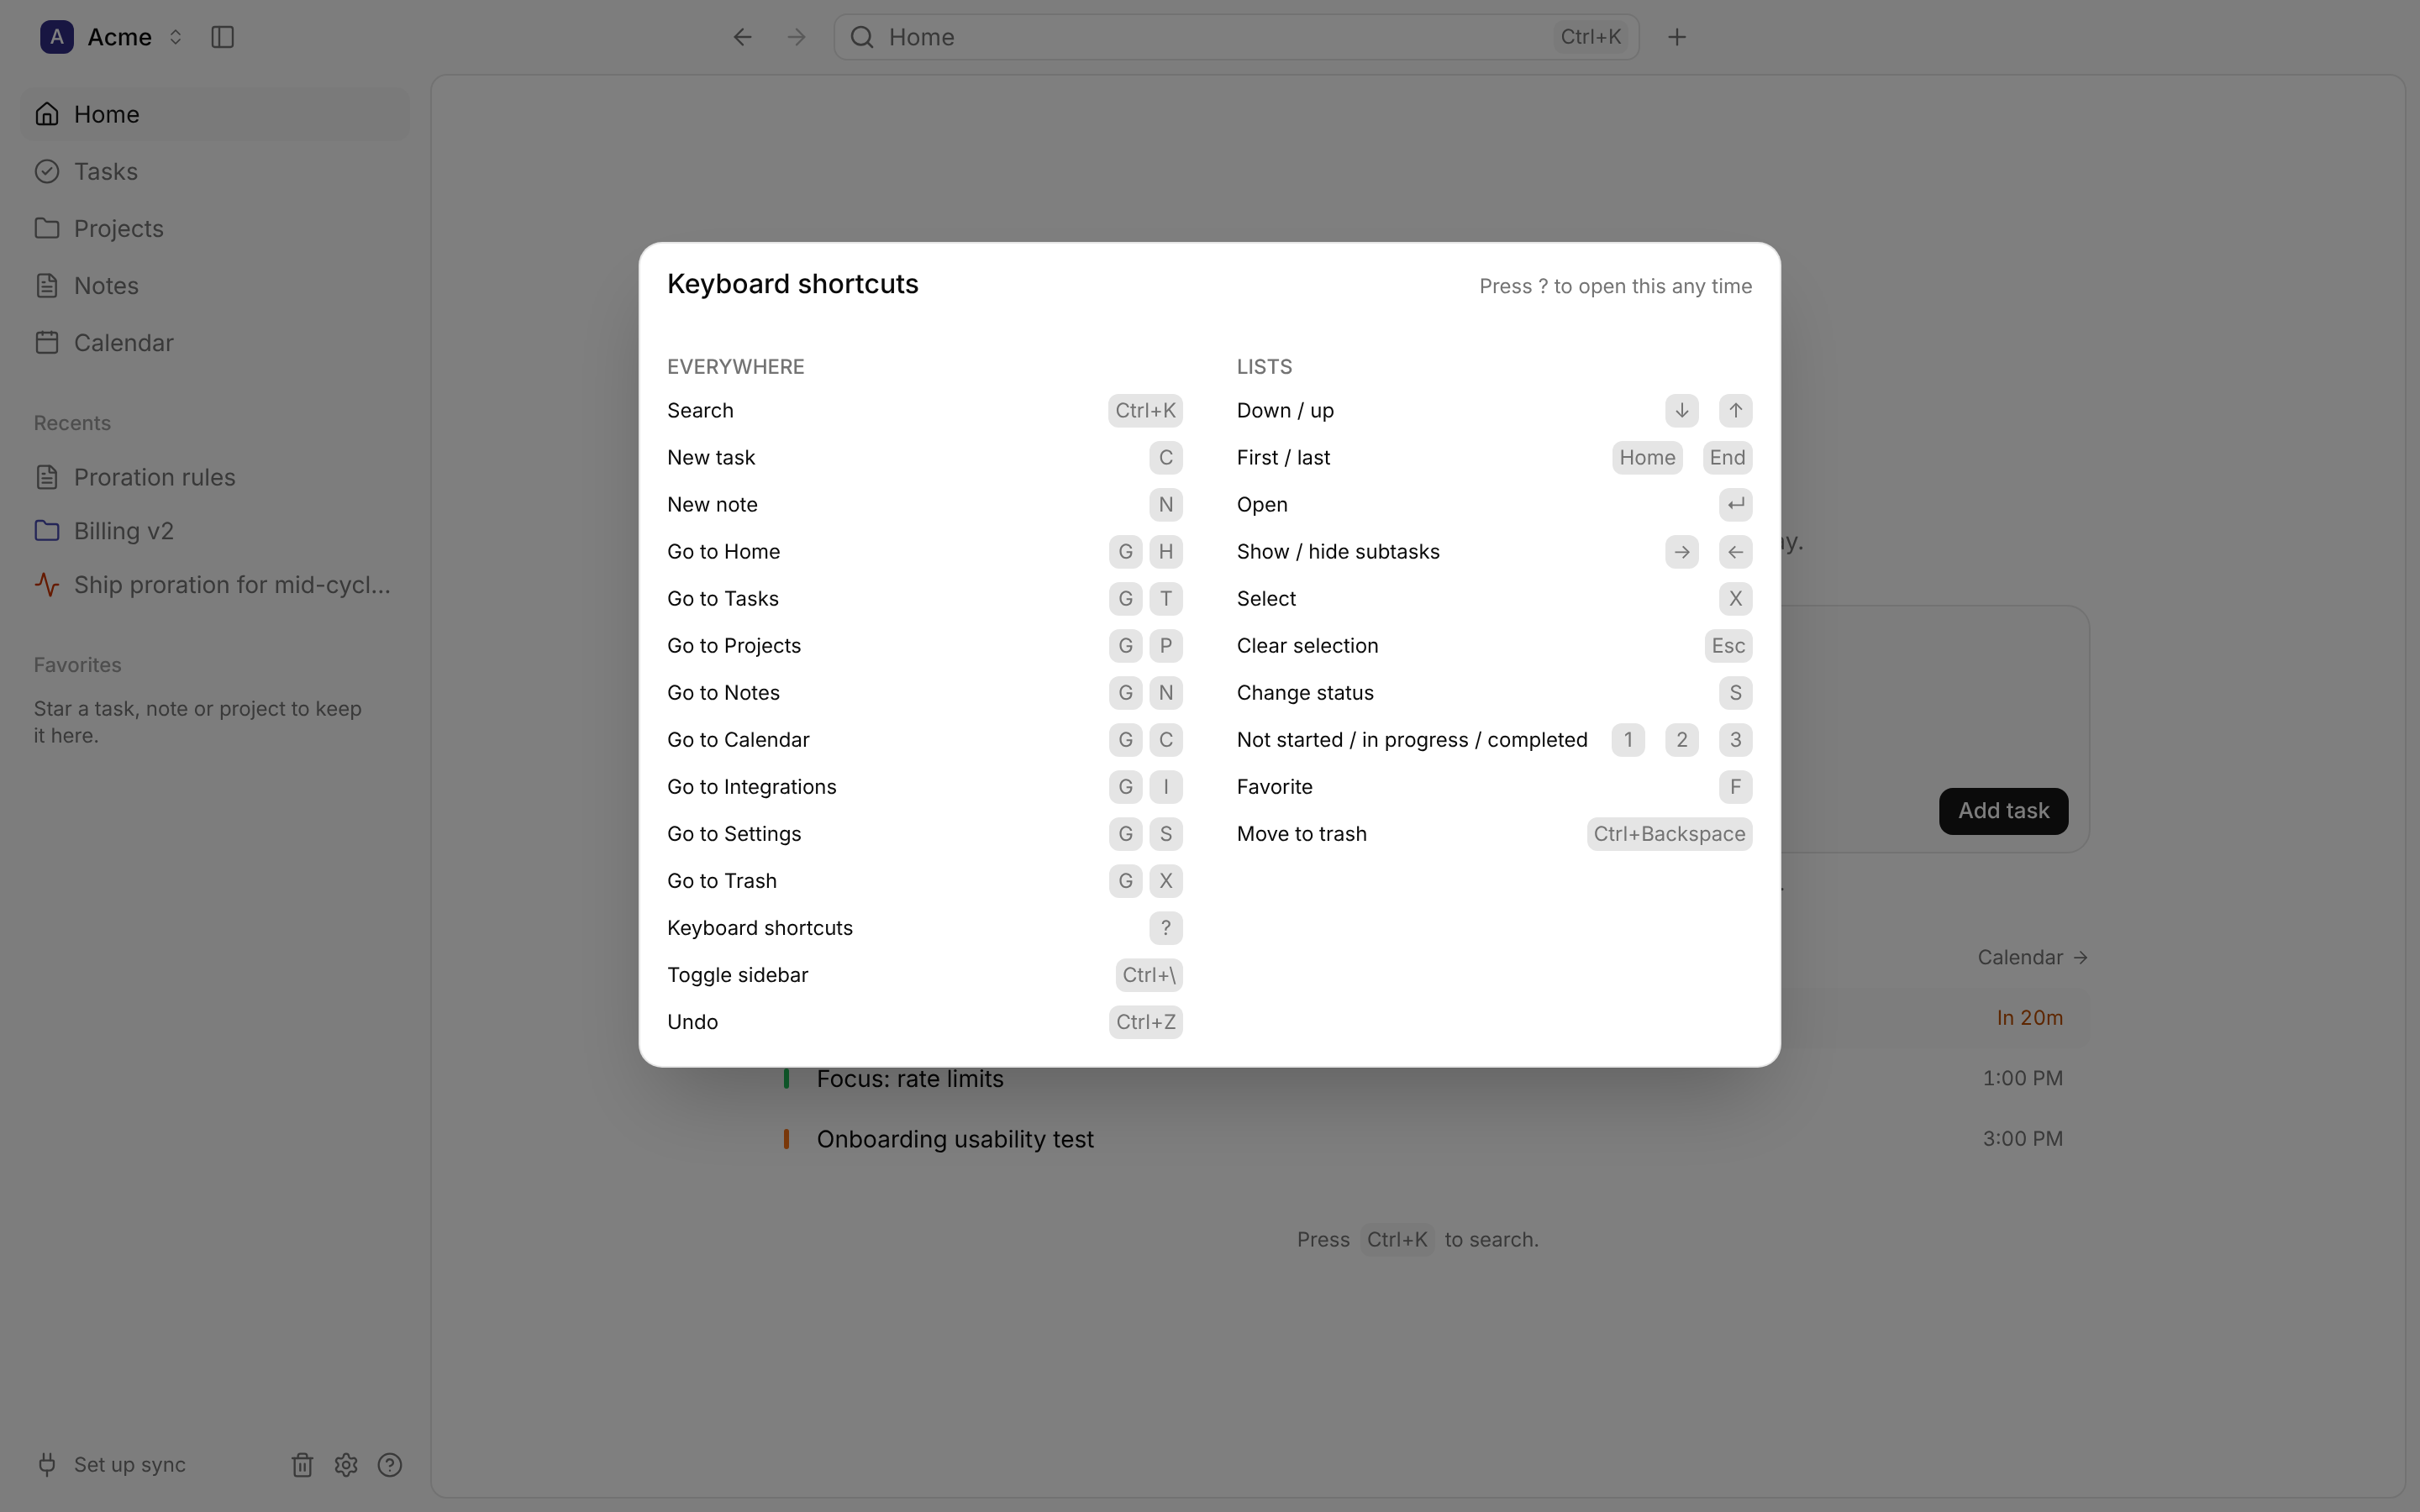 A Acme
Home Ctrl+K
Home
Tasks
Projects
Notes
Calendar
Recents
Proration rules
Billing v2
Ship proration for mid-cycl...
Favorites
Star a task, note or project to keep
it here.
Set up sync
Keyboard shortcuts
Press ? to open this any time
EVERYWHERE
Search Ctrl+K
New task C
New note N
Go to Home G H
Go to Tasks G T
Go to Projects G P
Go to Notes G N
Go to Calendar G C
Go to Integrations G I
Go to Settings G S
Go to Trash G X
Keyboard shortcuts ?
Toggle sidebar Ctrl+\
Undo Ctrl+Z
LISTS
Down / up ↓ ↑
First / last Home End
Open ↵
Show / hide subtasks → ←
Select X
Clear selection Esc
Change status S
Not started / in progress / completed 1 2 3
Favorite F
Move to trash Ctrl+Backspace
Add task
Calendar →
In 20m
Focus: rate limits 1:00 PM
Onboarding usability test 3:00 PM
Press Ctrl+K to search.